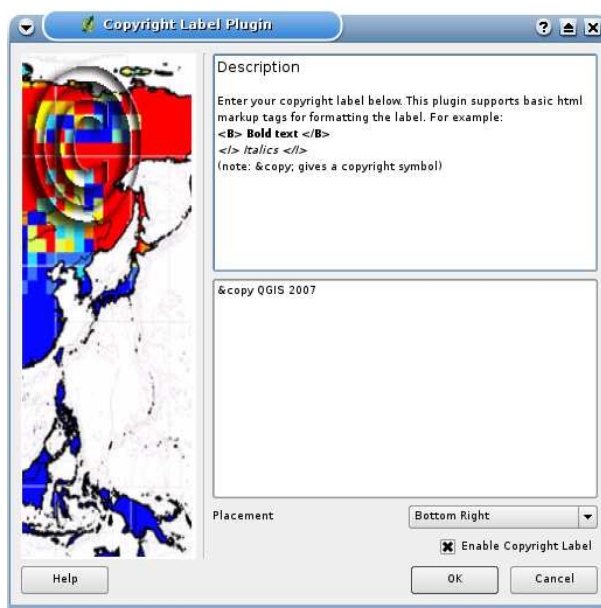 Copyright Label Plugin
Description
Enter your copyright label below. This plugin supports basic html
markup tags for formatting the label. For example:
<B> Bold text </B>
<I> Italics </I>
(note: &copy; gives a copyright symbol)
&copy QGIS 2007
Placement
Bottom Right
Enable Copyright Label
Help
OK
Cancel